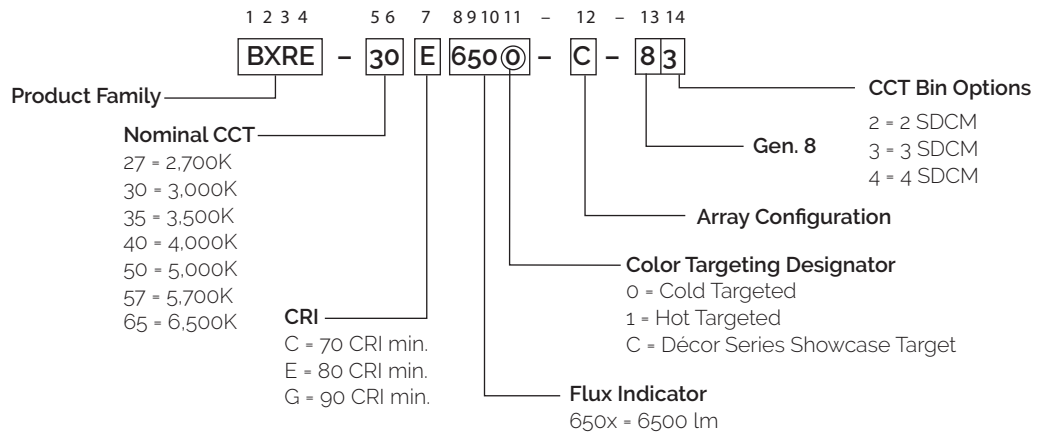 1 2 3 4 5 6 7 8 9 10 11 – 12 – 13 14
BXRE – 30 E 6500 – C – 83
Product Family
Nominal CCT
27 = 2,700K
30 = 3,000K
35 = 3,500K
40 = 4,000K
50 = 5,000K
57 = 5,700K
65 = 6,500K
CRI
C = 70 CRI min.
E = 80 CRI min.
G = 90 CRI min.
Flux Indicator
650x = 6500 lm
Color Targeting Designator
0 = Cold Targeted
1 = Hot Targeted
C = Décor Series Showcase Target
Array Configuration
Gen. 8
CCT Bin Options
2 = 2 SDCM
3 = 3 SDCM
4 = 4 SDCM